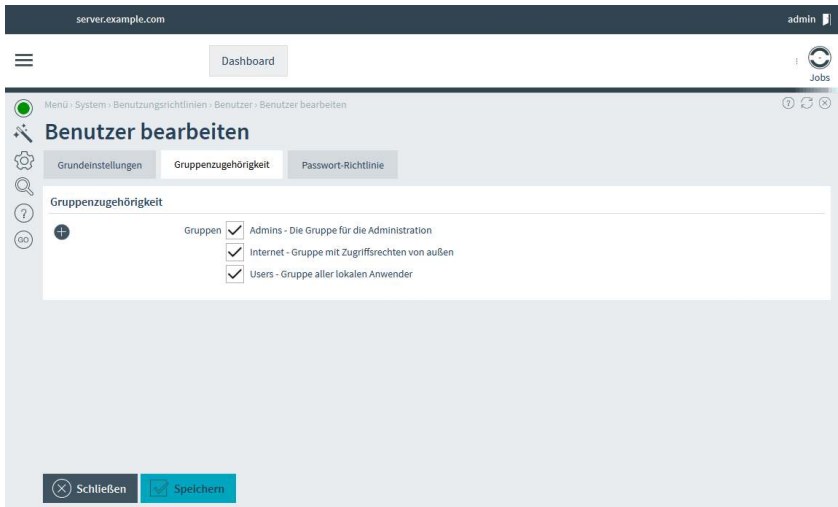 server.example.com
admin
Dashboard
Jobs
Menü › System › Benutzungsrichtlinien › Benutzer › Benutzer bearbeiten
Benutzer bearbeiten
Grundeinstellungen
Gruppenzugehörigkeit
Passwort-Richtlinie
Gruppenzugehörigkeit
Gruppen
Admins - Die Gruppe für die Administration
Internet - Gruppe mit Zugriffsrechten von außen
Users - Gruppe aller lokalen Anwender
GO
Schließen
Speichern